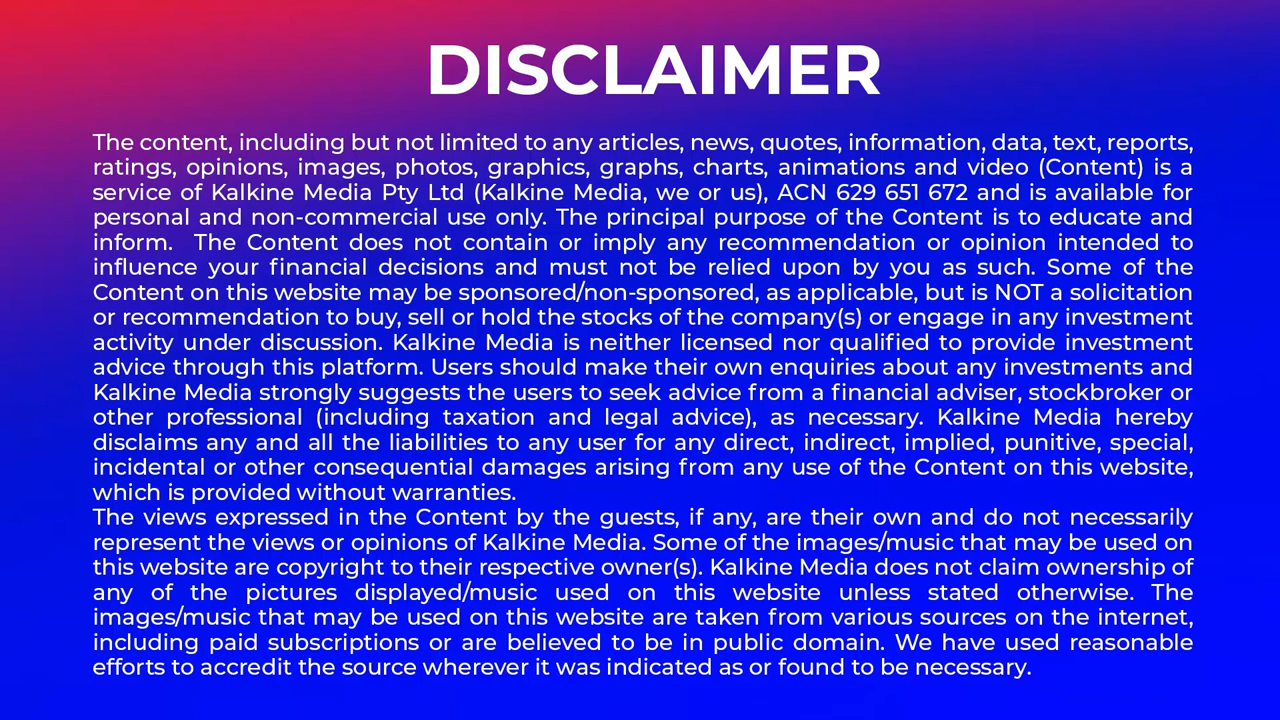 DISCLAIMER
The content, including but not limited to any articles, news, quotes, information, data, text, reports,
ratings, opinions, images, photos, graphics, graphs, charts, animations and video (Content) is a
service of Kalkine Media Pty Ltd (Kalkine Media, we or us), ACN 629 651 672 and is available for
personal and non-commercial use only. The principal purpose of the Content is to educate and
inform. The Content does not contain or imply any recommendation or opinion intended to
influence your financial decisions and must not be relied upon by you as such. Some of the
Content on this website may be sponsored/non-sponsored, as applicable, but is NOT a solicitation
or recommendation to buy, sell or hold the stocks of the company(s) or engage in any investment
activity under discussion. Kalkine Media is neither licensed nor qualified to provide investment
advice through this platform. Users should make their own enquiries about any investments and
Kalkine Media strongly suggests the users to seek advice from a financial adviser, stockbroker or
other professional (including taxation and legal advice), as necessary. Kalkine Media hereby
disclaims any and all the liabilities to any user for any direct, indirect, implied, punitive, special,
incidental or other consequential damages arising from any use of the Content on this website,
which is provided without warranties.
The views expressed in the Content by the guests, if any, are their own and do not necessarily
represent the views or opinions of Kalkine Media. Some of the images/music that may be used on
this website are copyright to their respective owner(s). Kalkine Media does not claim ownership of
any of the pictures displayed/music used on this website unless stated otherwise. The
images/music that may be used on this website are taken from various sources on the internet,
including paid subscriptions or are believed to be in public domain. We have used reasonable
efforts to accredit the source wherever it was indicated as or found to be necessary.